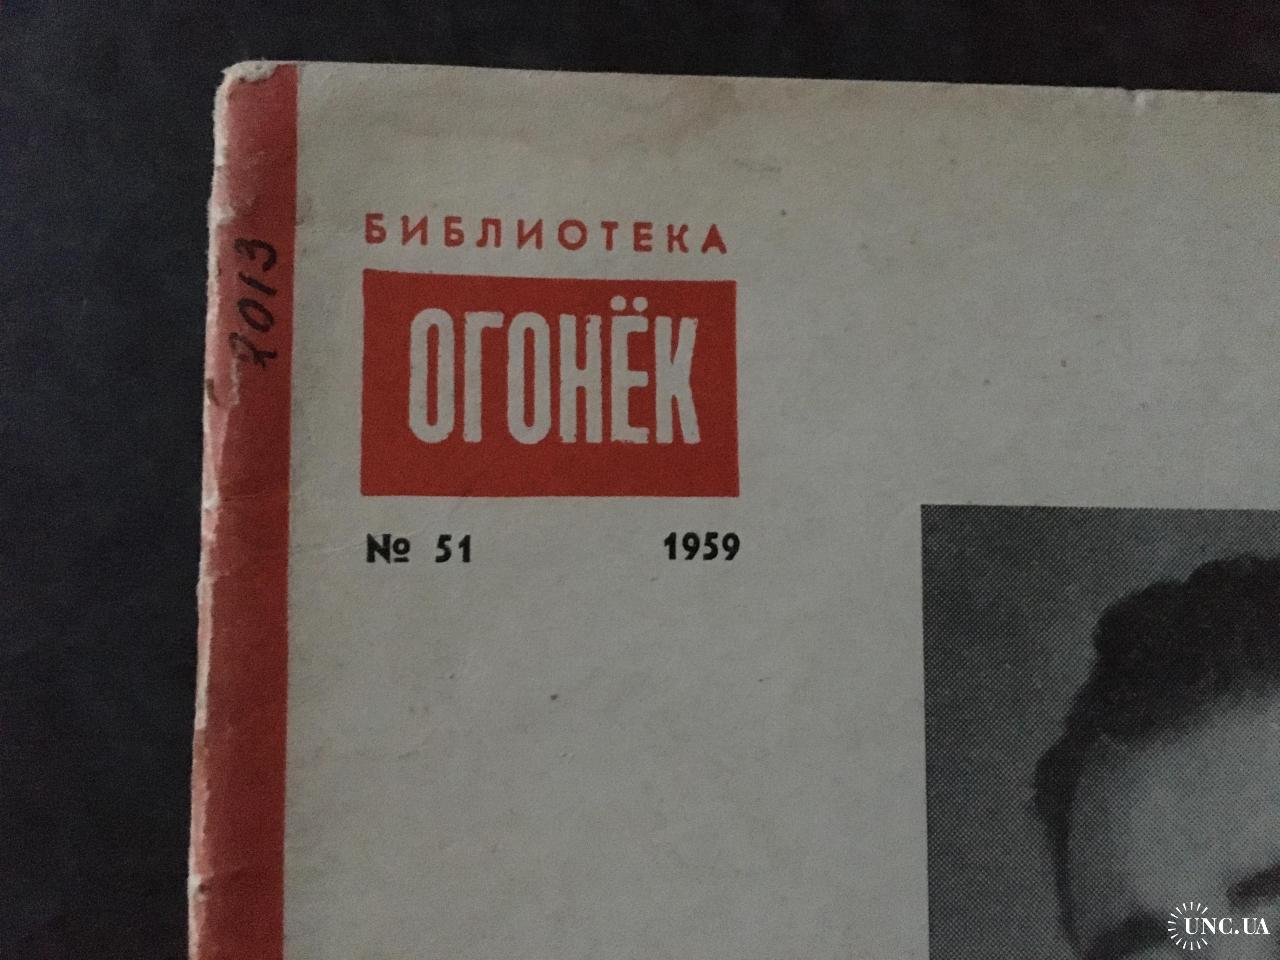 БИБЛИОТЕКА
ОГОНЁК
№ 51 1959
2013
UNC.UA